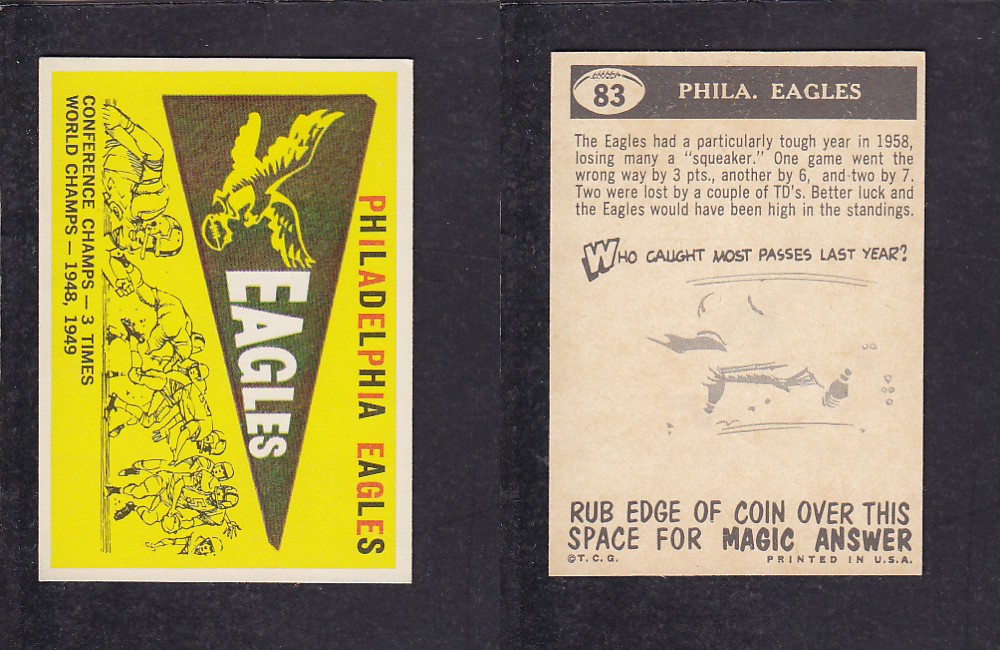 PHILADELPHIA EAGLES
EAGLES
CONFERENCE CHAMPS — 3 TIMES
WORLD CHAMPS — 1948, 1949
83
PHILA. EAGLES
The Eagles had a particularly tough year in 1958,
losing many a "squeaker." One game went the
wrong way by 3 pts., another by 6, and two by 7.
Two were lost by a couple of TD's. Better luck and
the Eagles would have been high in the standings.
WHO CAUGHT MOST PASSES LAST YEAR?
RUB EDGE OF COIN OVER THIS
SPACE FOR MAGIC ANSWER
©T.C.G.
PRINTED IN U.S.A.